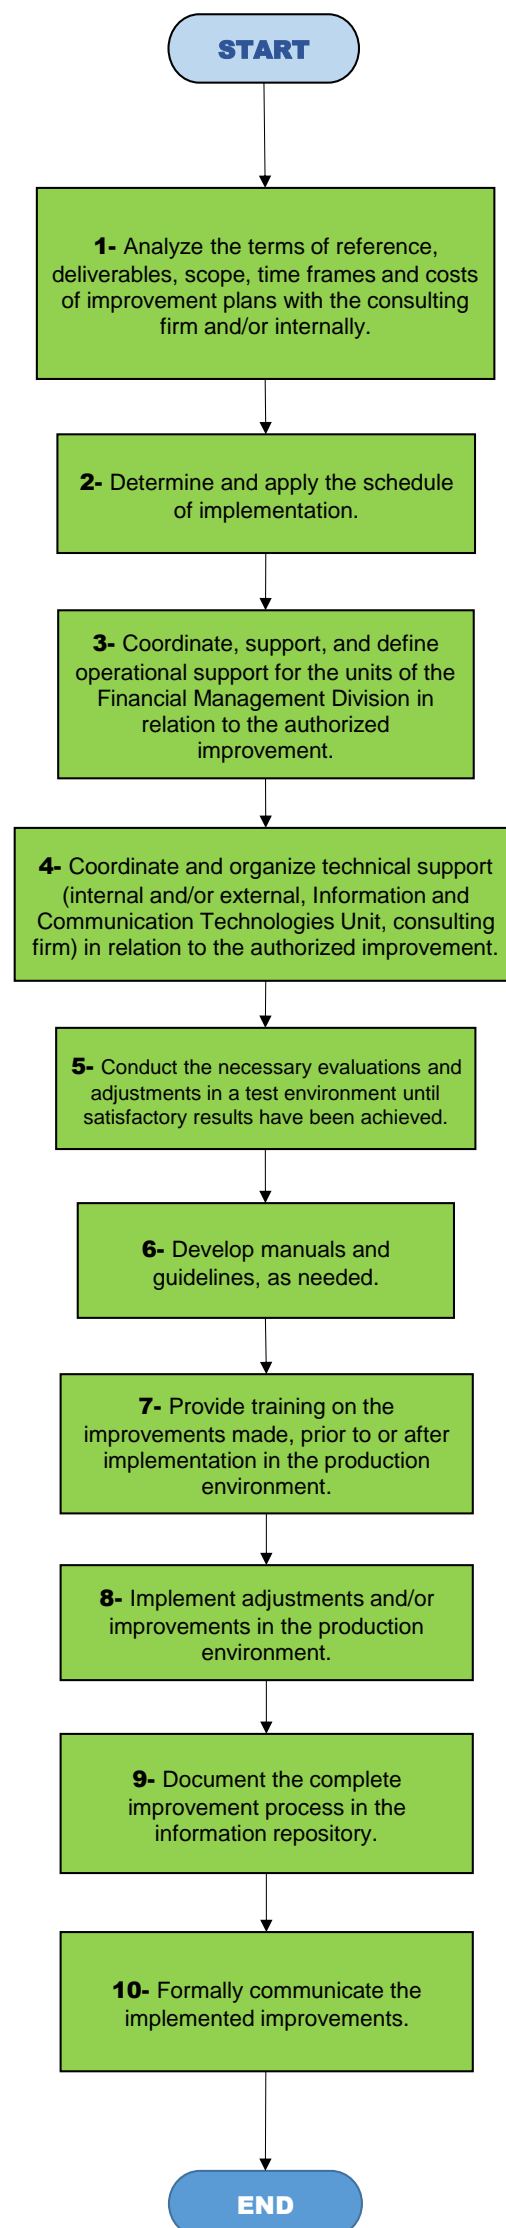 START
1- Analyze the terms of reference,
deliverables, scope, time frames and costs
of improvement plans with the consulting
firm and/or internally.
2- Determine and apply the schedule
of implementation.
3- Coordinate, support, and define
operational support for the units of the
Financial Management Division in
relation to the authorized
improvement.
4- Coordinate and organize technical support
(internal and/or external, Information and
Communication Technologies Unit, consulting
firm) in relation to the authorized improvement.
5- Conduct the necessary evaluations and
adjustments in a test environment until
satisfactory results have been achieved.
6- Develop manuals and
guidelines, as needed.
7- Provide training on the
improvements made, prior to or after
implementation in the production
environment.
8- Implement adjustments and/or
improvements in the production
environment.
9- Document the complete
improvement process in the
information repository.
10- Formally communicate the
implemented improvements.
END